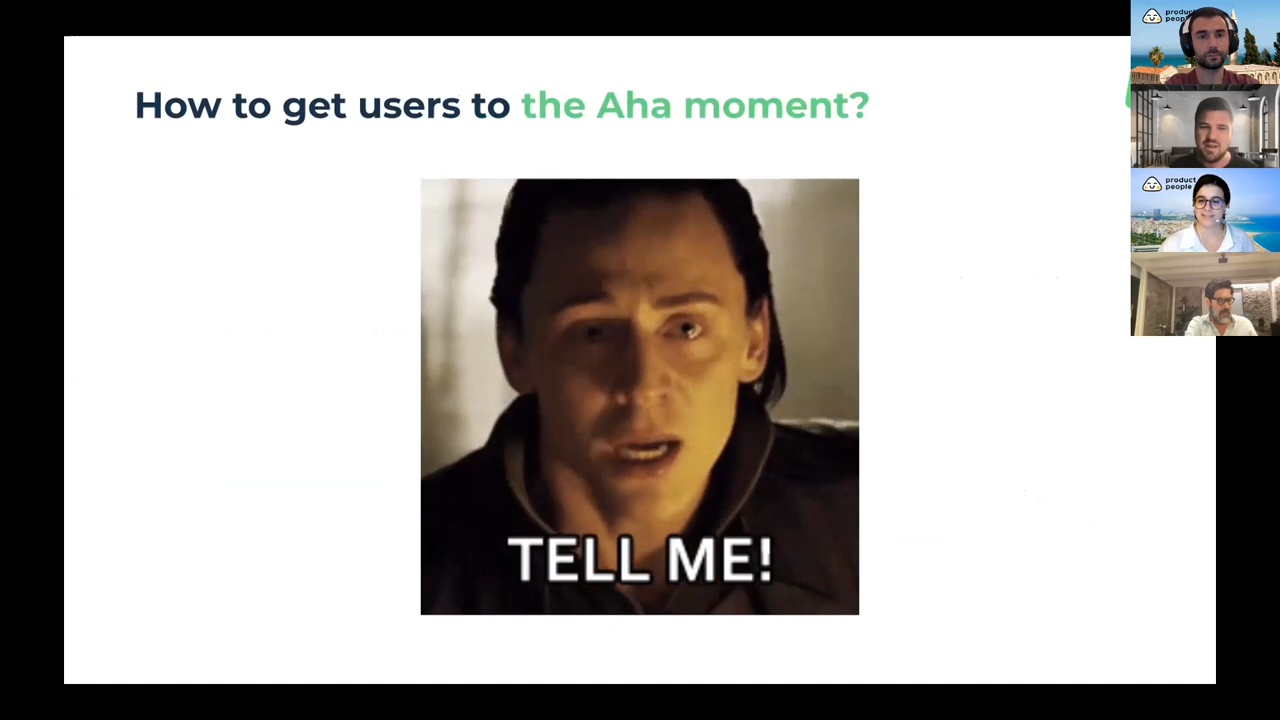 How to get users to the Aha moment?
TELL ME!
product
people
product
people